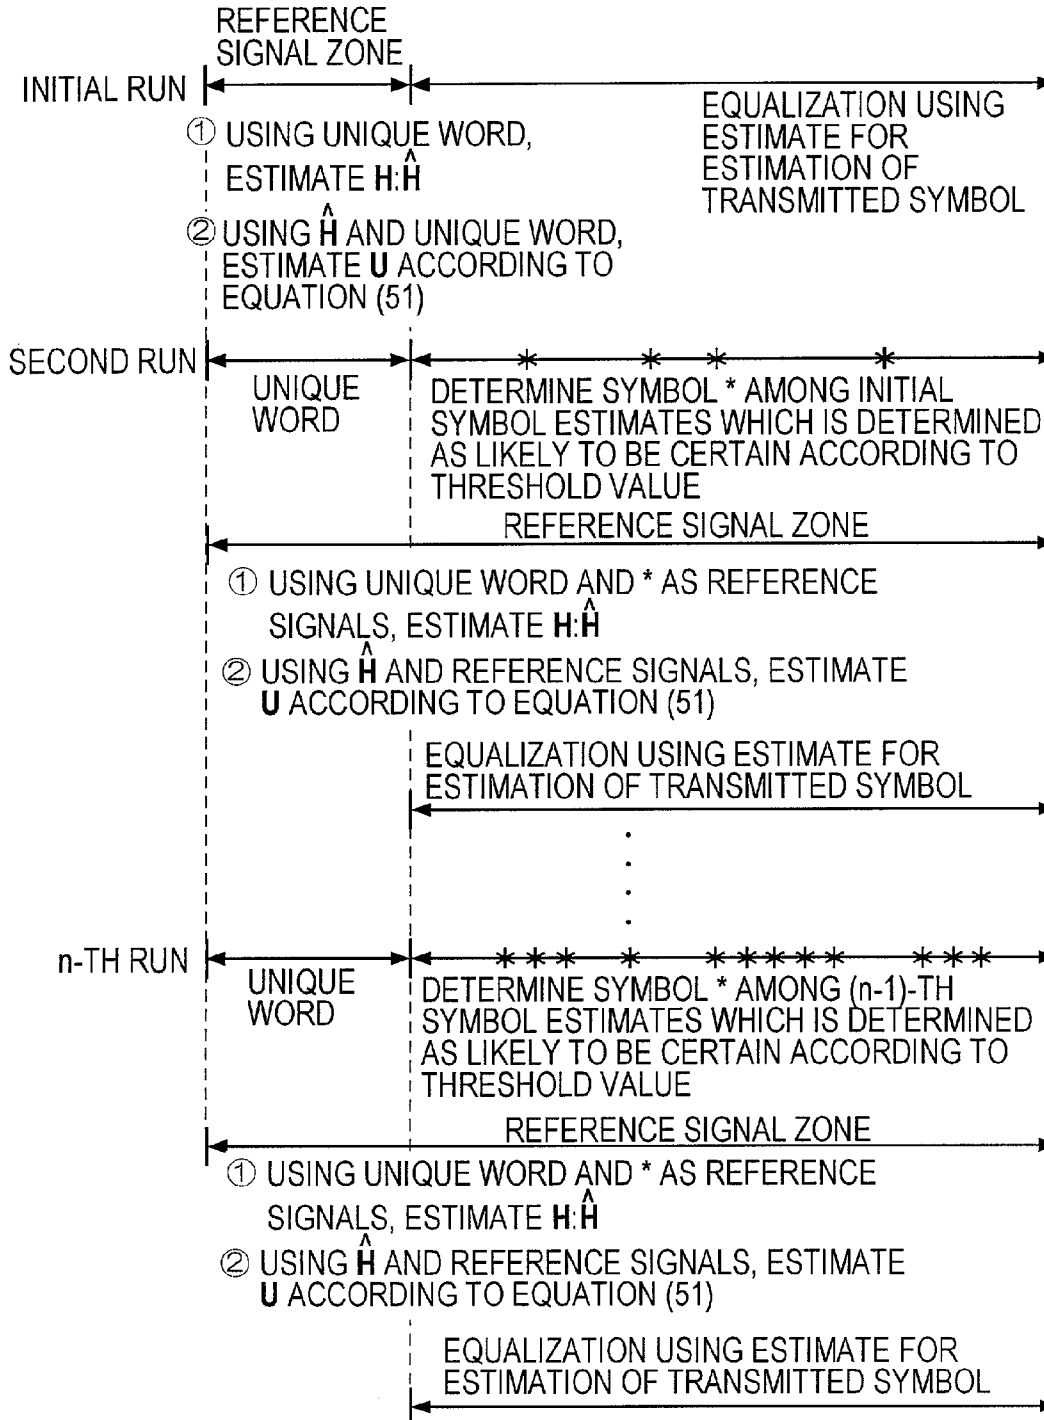 REFERENCE
SIGNAL ZONE
INITIAL RUN
EQUALIZATION USING
ESTIMATE FOR
ESTIMATION OF
TRANSMITTED SYMBOL
① USING UNIQUE WORD,
ESTIMATE H:Ĥ
② USING Ĥ AND UNIQUE WORD,
ESTIMATE U ACCORDING TO
EQUATION (51)
SECOND RUN * * * *
UNIQUE
WORD
DETERMINE SYMBOL * AMONG INITIAL
SYMBOL ESTIMATES WHICH IS DETERMINED
AS LIKELY TO BE CERTAIN ACCORDING TO
THRESHOLD VALUE
REFERENCE SIGNAL ZONE
① USING UNIQUE WORD AND * AS REFERENCE
SIGNALS, ESTIMATE H:Ĥ
② USING Ĥ AND REFERENCE SIGNALS, ESTIMATE
U ACCORDING TO EQUATION (51)
EQUALIZATION USING ESTIMATE FOR
ESTIMATION OF TRANSMITTED SYMBOL
n-TH RUN * * * * * * * * * * * *
UNIQUE
WORD
DETERMINE SYMBOL * AMONG (n-1)-TH
SYMBOL ESTIMATES WHICH IS DETERMINED
AS LIKELY TO BE CERTAIN ACCORDING TO
THRESHOLD VALUE
REFERENCE SIGNAL ZONE
① USING UNIQUE WORD AND * AS REFERENCE
SIGNALS, ESTIMATE H:Ĥ
② USING Ĥ AND REFERENCE SIGNALS, ESTIMATE
U ACCORDING TO EQUATION (51)
EQUALIZATION USING ESTIMATE FOR
ESTIMATION OF TRANSMITTED SYMBOL